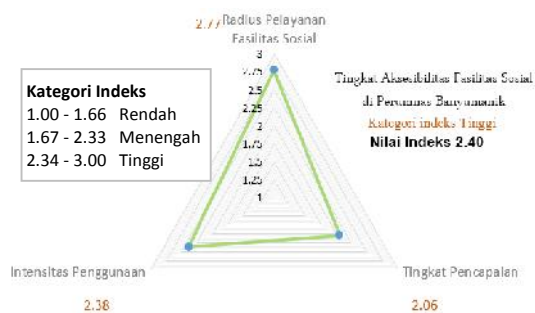 2.77
Radius Pelayanan
Fasilitas Sosial
3
2.75
2.5
2.25
2
1.75
1.5
1.25
1
Kategori Indeks
1.00 - 1.66 Rendah
1.67 - 2.33 Menengah
2.34 - 3.00 Tinggi
Tingkat Aksesibilitas Fasilitas Sosial
di Perumnas Banyumanik
Kategori indeks Tinggi
Nilai Indeks 2.40
Intensitas Penggunaan
2.38
Tingkat Pencapaian
2.06